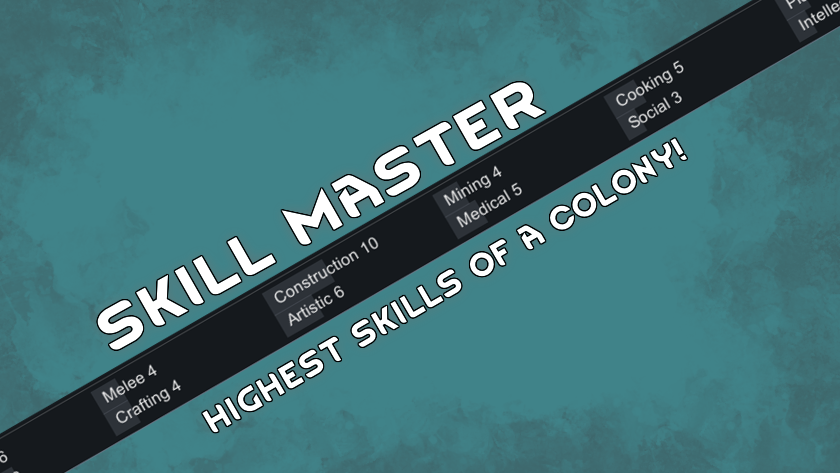 SKILL MASTER
Cooking 5
Social 3
Mining 4
Medical 5
Construction 10
Artistic 6
Melee 4
Crafting 4
6
HIGHEST SKILLS OF A COLONY!